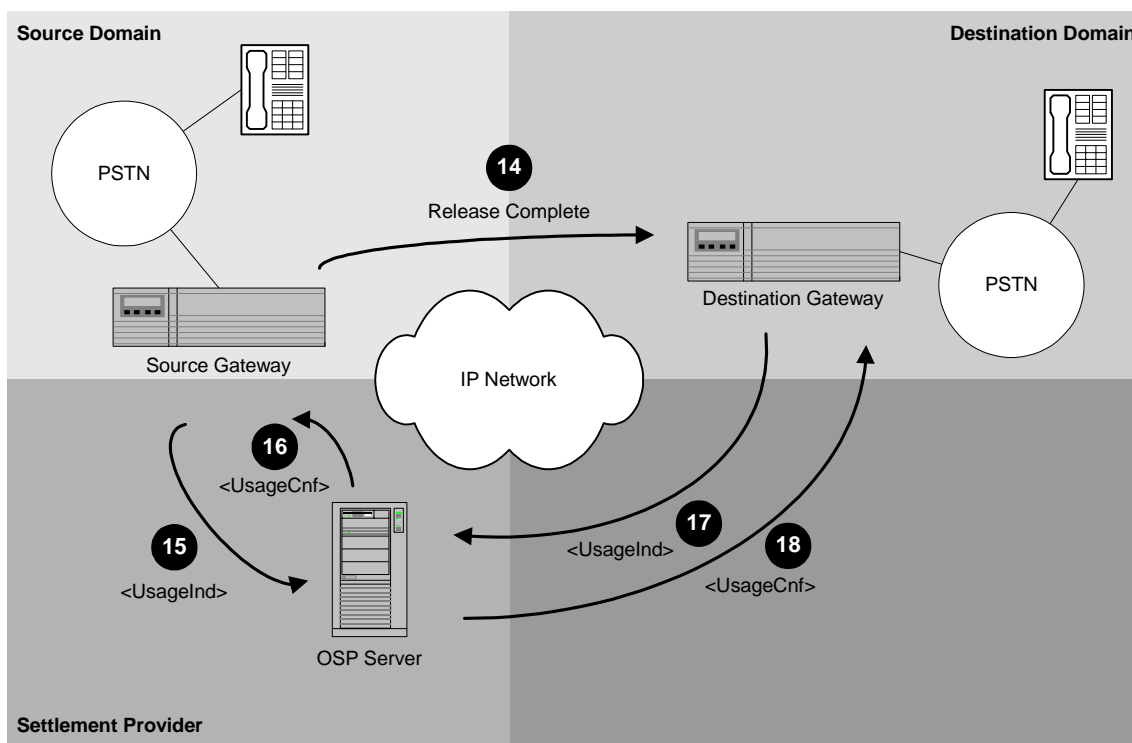 Source Domain
Destination Domain
PSTN
14
Release Complete
Source Gateway
Destination Gateway
PSTN
IP Network
16
<UsageCnf>
15
<UsageInd>
17
<UsageInd>
18
<UsageCnf>
OSP Server
Settlement Provider